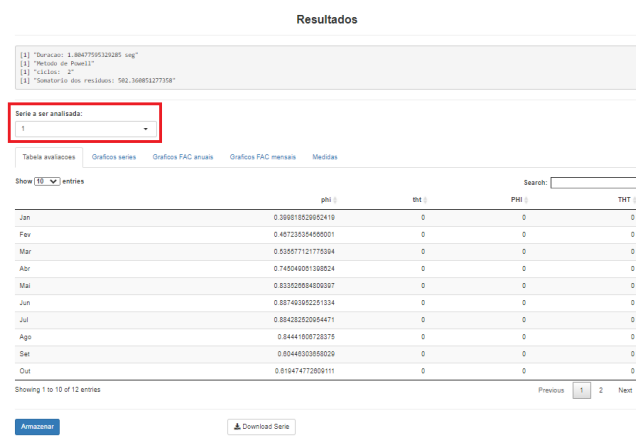 Resultados
[1] "Duracao: 1.80477595329285 seg"
[1] "Metodo de Powell"
[1] "ciclos: 2"
[1] "Somatorio dos residuos: 502.360851277358"
Serie a ser analisada:
1
Tabela avaliacoes Graficos series Graficos FAC anuais Graficos FAC mensais Medidas
Show 10 entries Search:
phi tht PHI THT
Jan 0.399818629952419 0 0 0
Fev 0.467235354566001 0 0 0
Mar 0.535577121775394 0 0 0
Abr 0.745049061398624 0 0 0
Mai 0.833526684809397 0 0 0
Jun 0.887493952251334 0 0 0
Jul 0.884282520954471 0 0 0
Ago 0.84441606728375 0 0 0
Set 0.60446303658029 0 0 0
Out 0.619474772609111 0 0 0
Showing 1 to 10 of 12 entries Previous 1 2 Next
Armazenar Download Serie